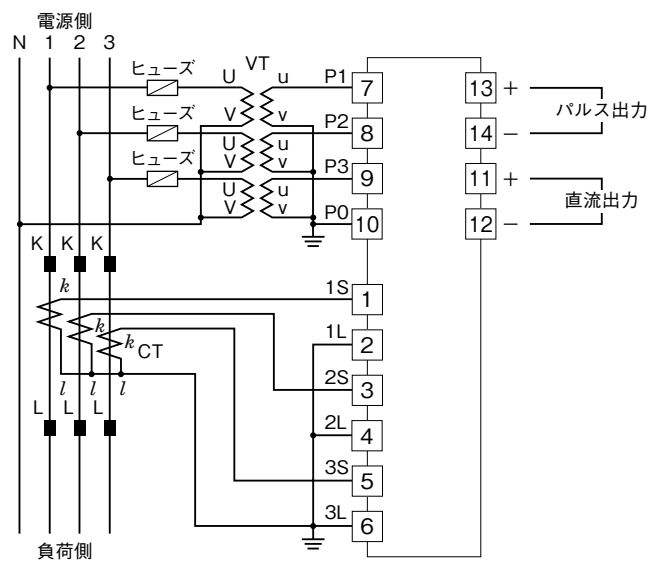 電源側
N 1 2 3
ヒューズ U VT u P1 7 13 + パルス出力
V v
ヒューズ U u P2 8 14 −
V v
ヒューズ U u P3 9 11 + 直流出力
V v P0 10 12 −
K K K
k 1S 1
k
k CT 1L 2
l l l 2S 3
L L L 2L 4
3S 5
3L 6
負荷側